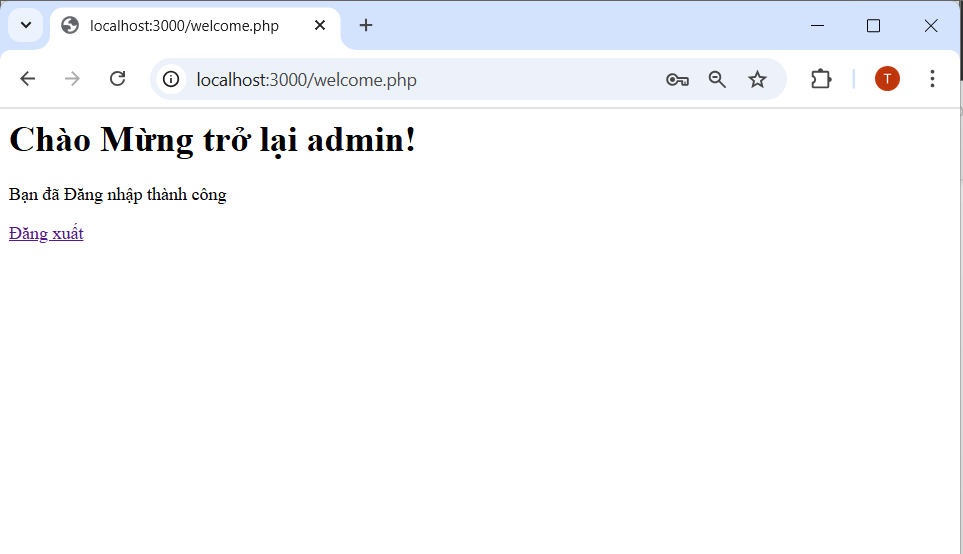 localhost:3000/welcome.php
localhost:3000/welcome.php
T
Chào Mừng trở lại admin!
Bạn đã Đăng nhập thành công
Đăng xuất